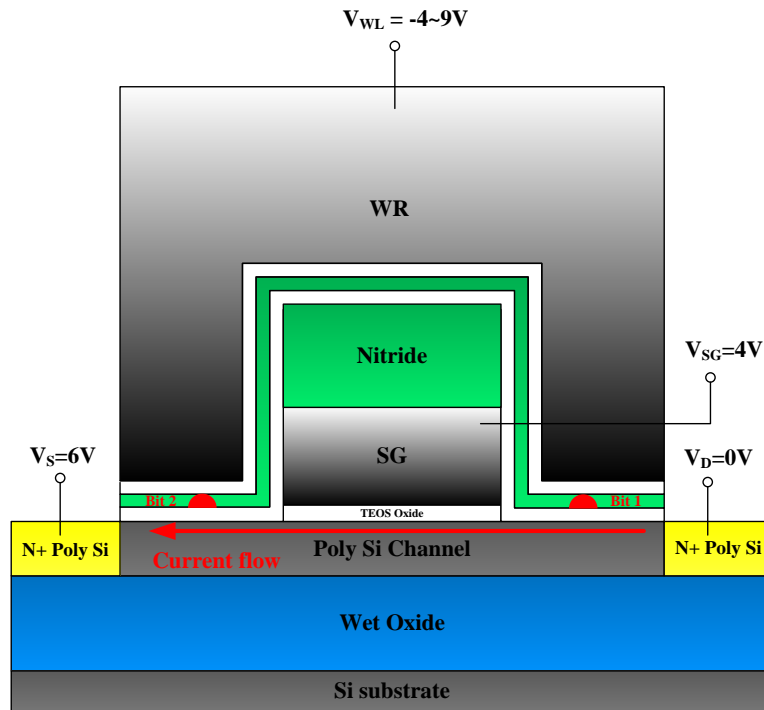 V_WL = -4~9V
WR
Nitride
V_SG=4V
SG
V_S=6V
V_D=0V
Bit 2
Bit 1
TEOS Oxide
N+ Poly Si
Poly Si Channel
N+ Poly Si
Current flow
Wet Oxide
Si substrate